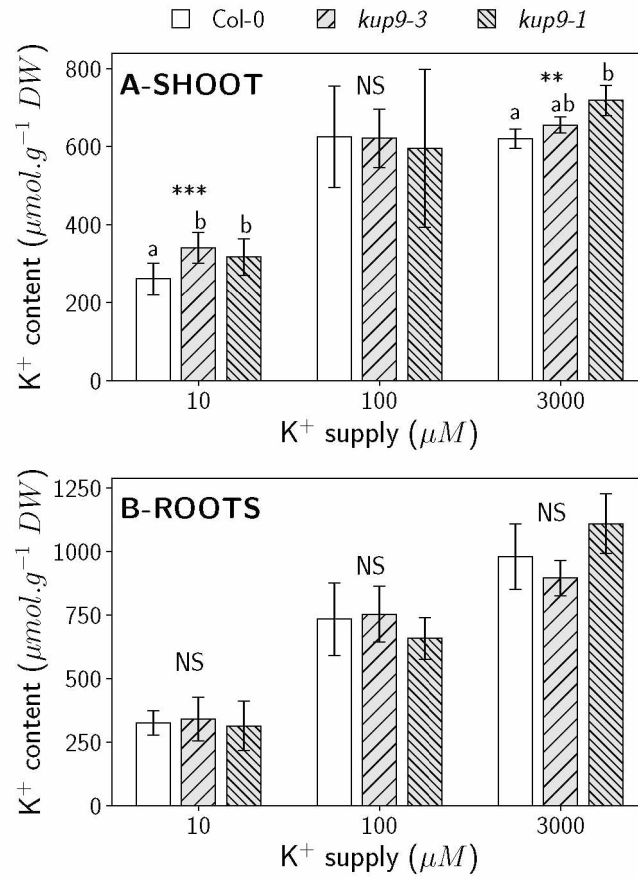 Col-0 kup9-3 kup9-1
A-SHOOT
K⁺ content (μmol.g⁻¹ DW)
800
600
400
200
0
***
a b b
NS
**
a ab b
10 100 3000
K⁺ supply (μM)
B-ROOTS
K⁺ content (μmol.g⁻¹ DW)
1250
1000
750
500
250
0
NS
NS
NS
10 100 3000
K⁺ supply (μM)